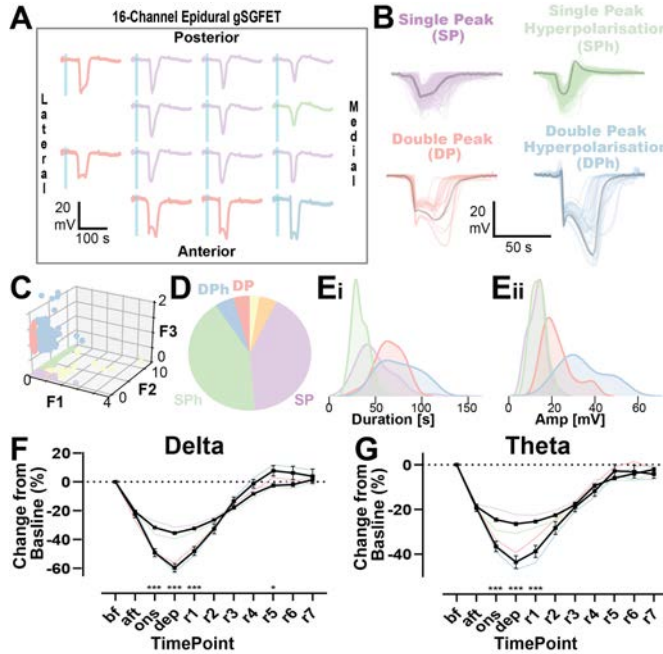 A
16-Channel Epidural gSGFET
Posterior
Lateral
Medial
20
mV
100 s
Anterior
B
Single Peak
(SP)
Single Peak
Hyperpolarisation
(SPh)
Double Peak
(DP)
Double Peak
Hyperpolarisation
(DPh)
20
mV
50 s
C
2
F3
0
10
F2
0
0
F1
4
D
DPh
DP
SPh
SP
Ei
0 50 100 150
Duration [s]
Eii
0 20 40 60
Amp [mV]
F
Delta
Change from
Basline (%)
20
0
-20
-40
-60
*** *** *** *
bf aft ons dep r1 r2 r3 r4 r5 r6 r7
TimePoint
G
Theta
Change from
Basline (%)
0
-20
-40
*** *** ***
bf aft ons dep r1 r2 r3 r4 r5 r6 r7
TimePoint